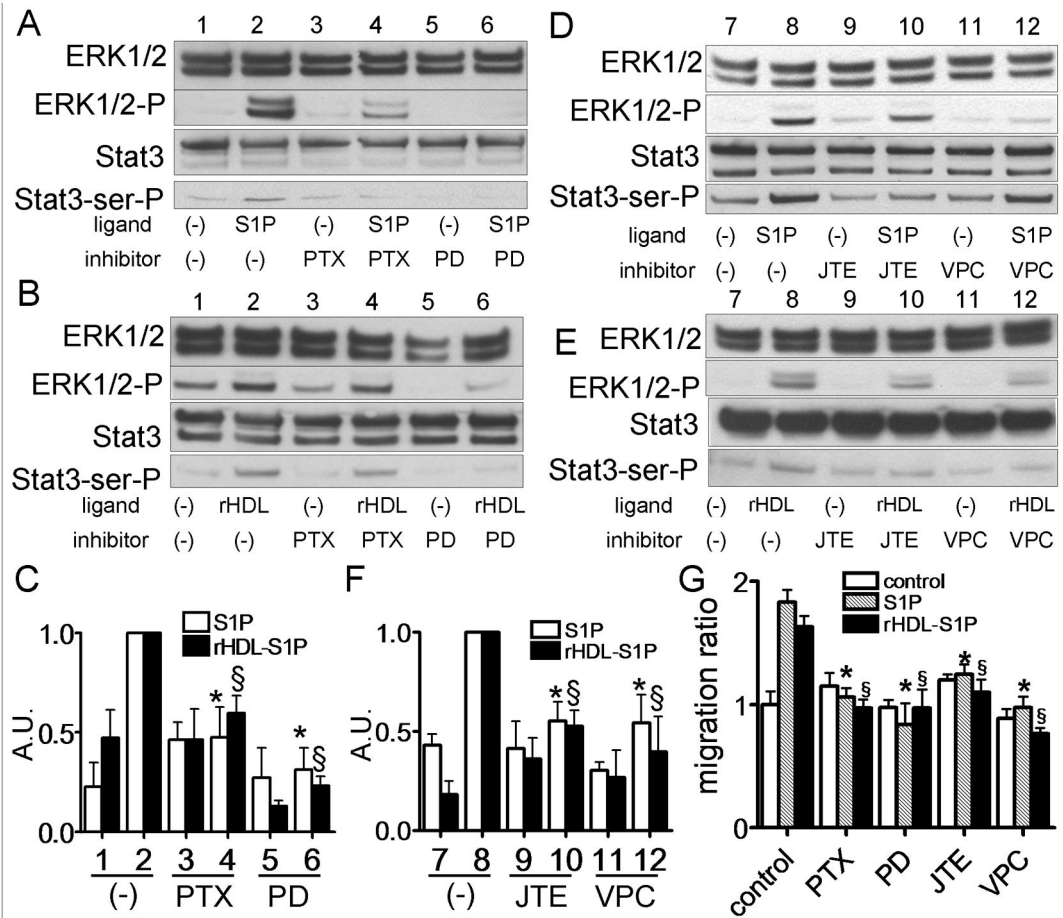 A
1 2 3 4 5 6
ERK1/2
ERK1/2-P
Stat3
Stat3-ser-P
ligand (-) S1P (-) S1P (-) S1P
inhibitor (-) (-) PTX PTX PD PD
B
1 2 3 4 5 6
ERK1/2
ERK1/2-P
Stat3
Stat3-ser-P
ligand (-) rHDL (-) rHDL (-) rHDL
inhibitor (-) (-) PTX PTX PD PD
D
7 8 9 10 11 12
ERK1/2
ERK1/2-P
Stat3
Stat3-ser-P
ligand (-) S1P (-) S1P (-) S1P
inhibitor (-) (-) JTE JTE VPC VPC
7 8 9 10 11 12
E
ERK1/2
ERK1/2-P
Stat3
Stat3-ser-P
ligand (-) rHDL (-) rHDL (-) rHDL
inhibitor (-) (-) JTE JTE VPC VPC
C
S1P
rHDL-S1P
1.0
0.5
0.0
A.U.
* § * §
1 2 3 4 5 6
(-) PTX PD
F
S1P
rHDL-S1P
1.0
0.5
0.0
A.U.
* § * §
7 8 9 10 11 12
(-) JTE VPC
G
control
S1P
rHDL-S1P
2
1
0
migration ratio
* § * § * § * §
control PTX PD JTE VPC